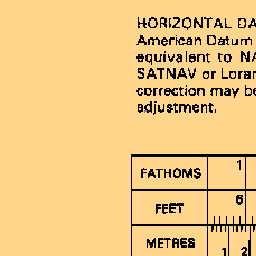 HORIZONTAL DA
American Datum
equivalent to NA
SATNAV or Loran
correction may be
adjustment.
FATHOMS 1
FEET 6
METRES 1 2